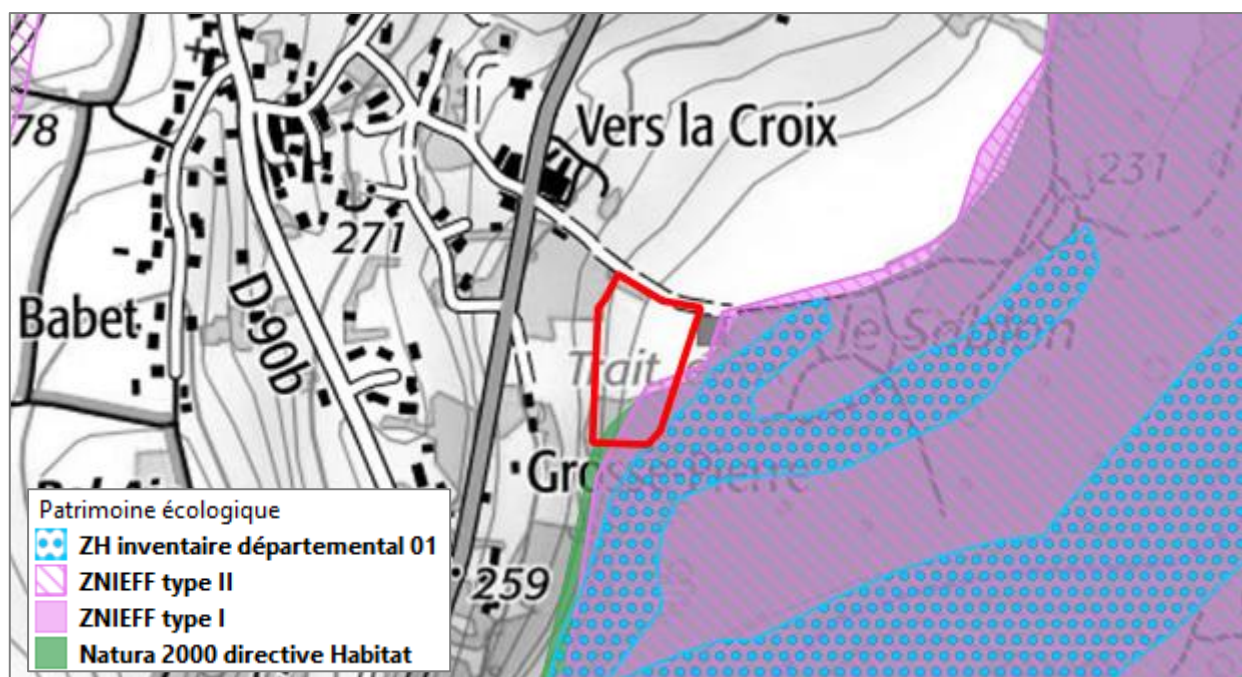 78
Vers la Croix
231
271
Babet
D 90b
le Sablon
Trait
Grosse Pierre
259
Patrimoine écologique
ZH inventaire départemental 01
ZNIEFF type II
ZNIEFF type I
Natura 2000 directive Habitat